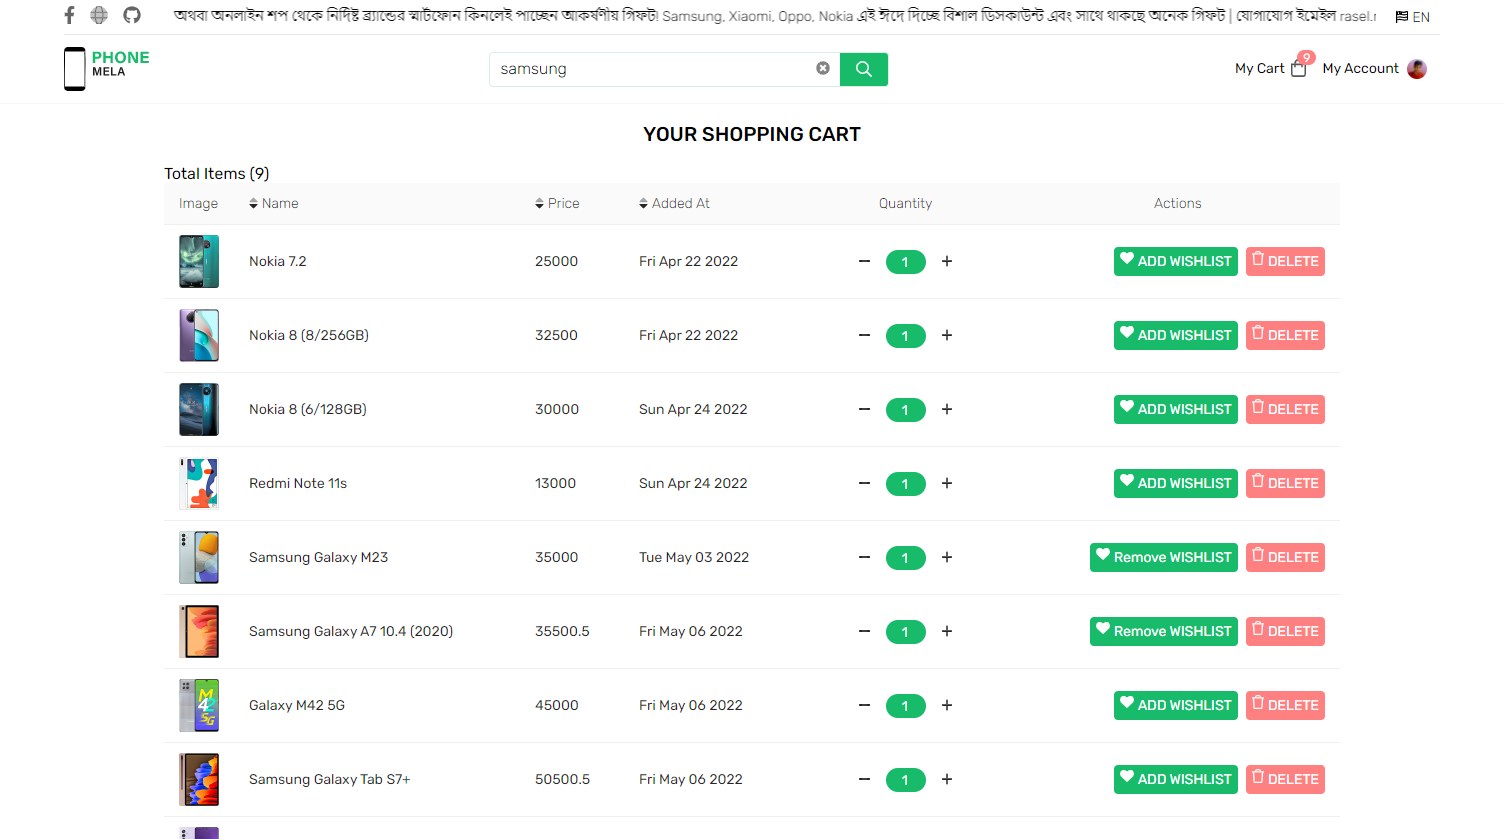 অথবা অনলাইন শপ থেকে নির্দিষ্ট ব্র্যান্ডের স্মার্টফোন কিনলেই পাচ্ছেন আকর্ষণীয় গিফট! Samsung, Xiaomi, Oppo, Nokia এই ঈদে দিচ্ছে বিশাল ডিসকাউন্ট এবং সাথে থাকছে অনেক গিফট | যোগাযোগ ইমেইল rasel.r
EN
PHONE
MELA
samsung
My Cart 9 My Account
YOUR SHOPPING CART
Total Items (9)
Image Name Price Added At Quantity Actions
Nokia 7.2 25000 Fri Apr 22 2022 − 1 + ADD WISHLIST DELETE
Nokia 8 (8/256GB) 32500 Fri Apr 22 2022 − 1 + ADD WISHLIST DELETE
Nokia 8 (6/128GB) 30000 Sun Apr 24 2022 − 1 + ADD WISHLIST DELETE
Redmi Note 11s 13000 Sun Apr 24 2022 − 1 + ADD WISHLIST DELETE
Samsung Galaxy M23 35000 Tue May 03 2022 − 1 + Remove WISHLIST DELETE
Samsung Galaxy A7 10.4 (2020) 35500.5 Fri May 06 2022 − 1 + Remove WISHLIST DELETE
M
42
5G
Galaxy M42 5G 45000 Fri May 06 2022 − 1 + ADD WISHLIST DELETE
Samsung Galaxy Tab S7+ 50500.5 Fri May 06 2022 − 1 + ADD WISHLIST DELETE